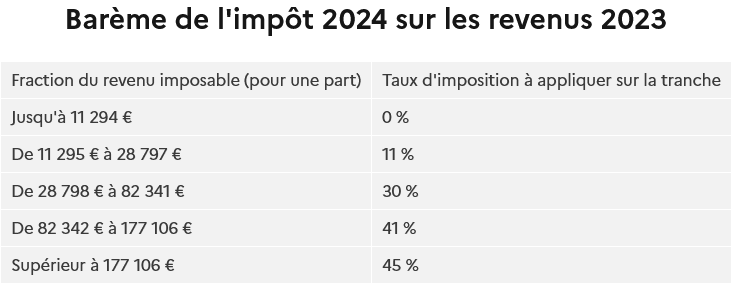 Barème de l'impôt 2024 sur les revenus 2023
Fraction du revenu imposable (pour une part) Taux d'imposition à appliquer sur la tranche
Jusqu'à 11 294 € 0 %
De 11 295 € à 28 797 € 11 %
De 28 798 € à 82 341 € 30 %
De 82 342 € à 177 106 € 41 %
Supérieur à 177 106 € 45 %